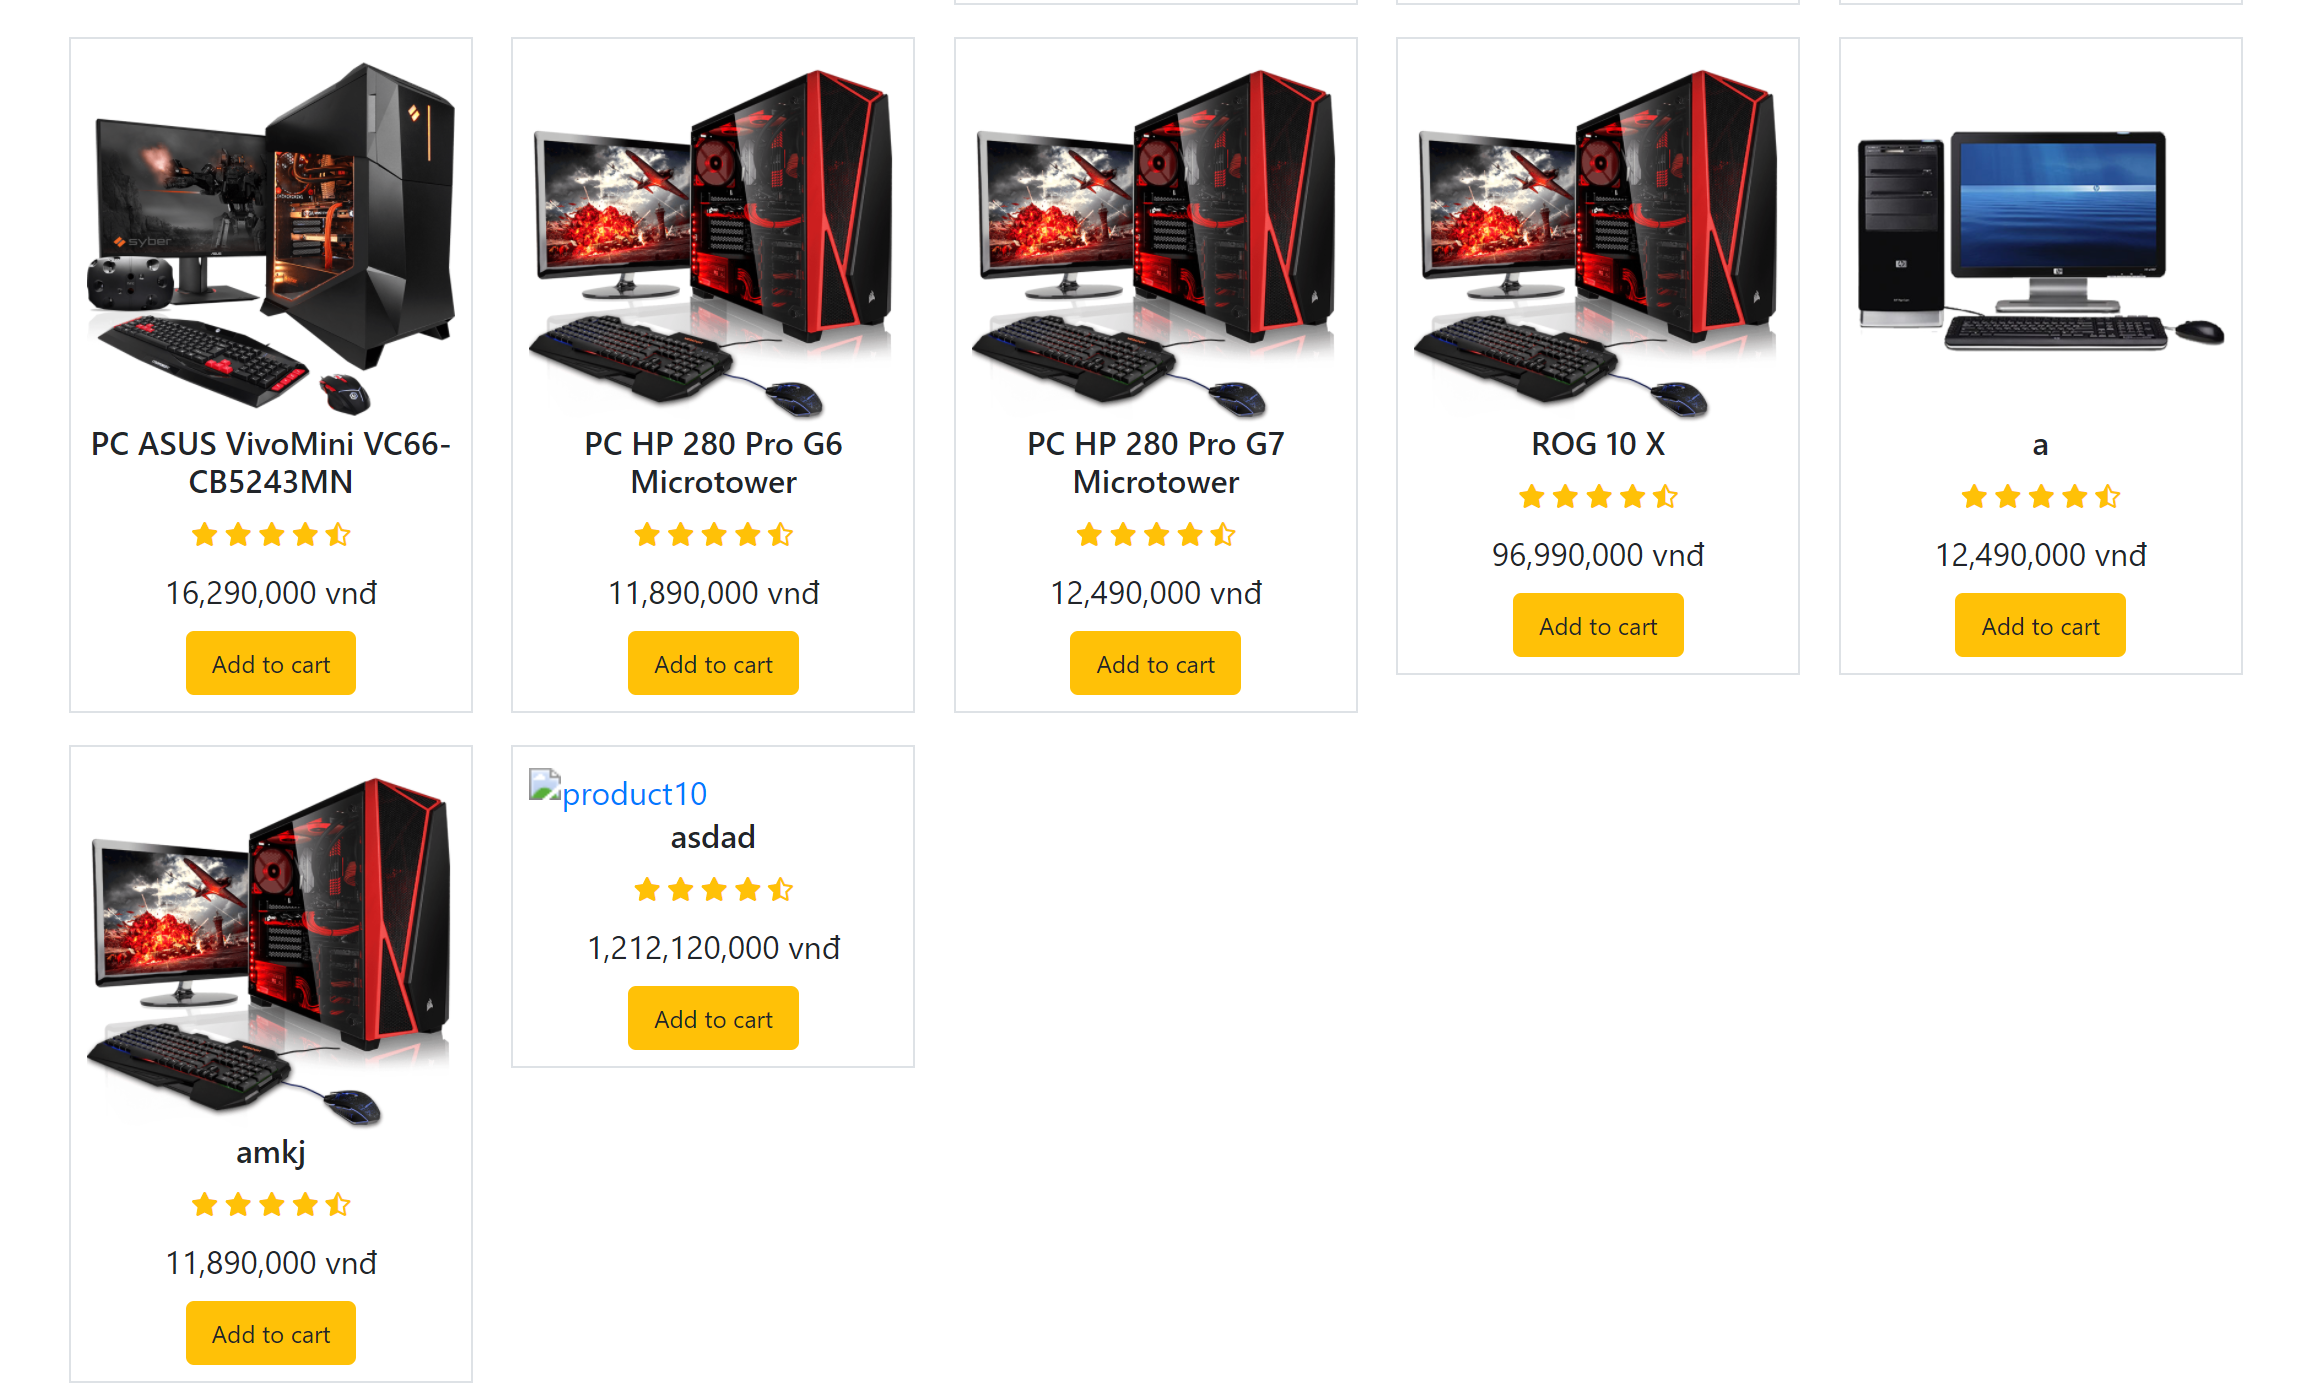 syber
PC ASUS VivoMini VC66-
CB5243MN
16,290,000 vnđ
Add to cart
PC HP 280 Pro G6
Microtower
11,890,000 vnđ
Add to cart
PC HP 280 Pro G7
Microtower
12,490,000 vnđ
Add to cart
ROG 10 X
96,990,000 vnđ
Add to cart
a
12,490,000 vnđ
Add to cart
amkj
11,890,000 vnđ
Add to cart
product10
asdad
1,212,120,000 vnđ
Add to cart